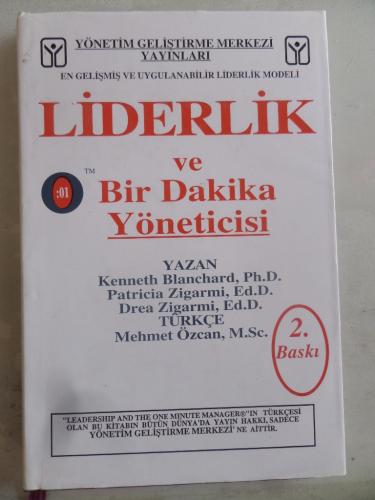 YÖNETİM GELİŞTİRME MERKEZİ
YAYINLARI
EN GELİŞMİŞ VE UYGULANABİLİR LİDERLİK MODELİ
LİDERLİK
ve
:01
TM
Bir Dakika
Yöneticisi
YAZAN
Kenneth Blanchard, Ph.D.
Patricia Zigarmi, Ed.D.
Drea Zigarmi, Ed.D.
TÜRKÇE
Mehmet Özcan, M.Sc.
2.
Baskı
"LEADERSHIP AND THE ONE MINUTE MANAGER®"IN TÜRKÇESİ
OLAN BU KİTABIN BÜTÜN DÜNYA'DA YAYIN HAKKI, SADECE
YÖNETİM GELİŞTİRME MERKEZİ' NE AİTTİR.